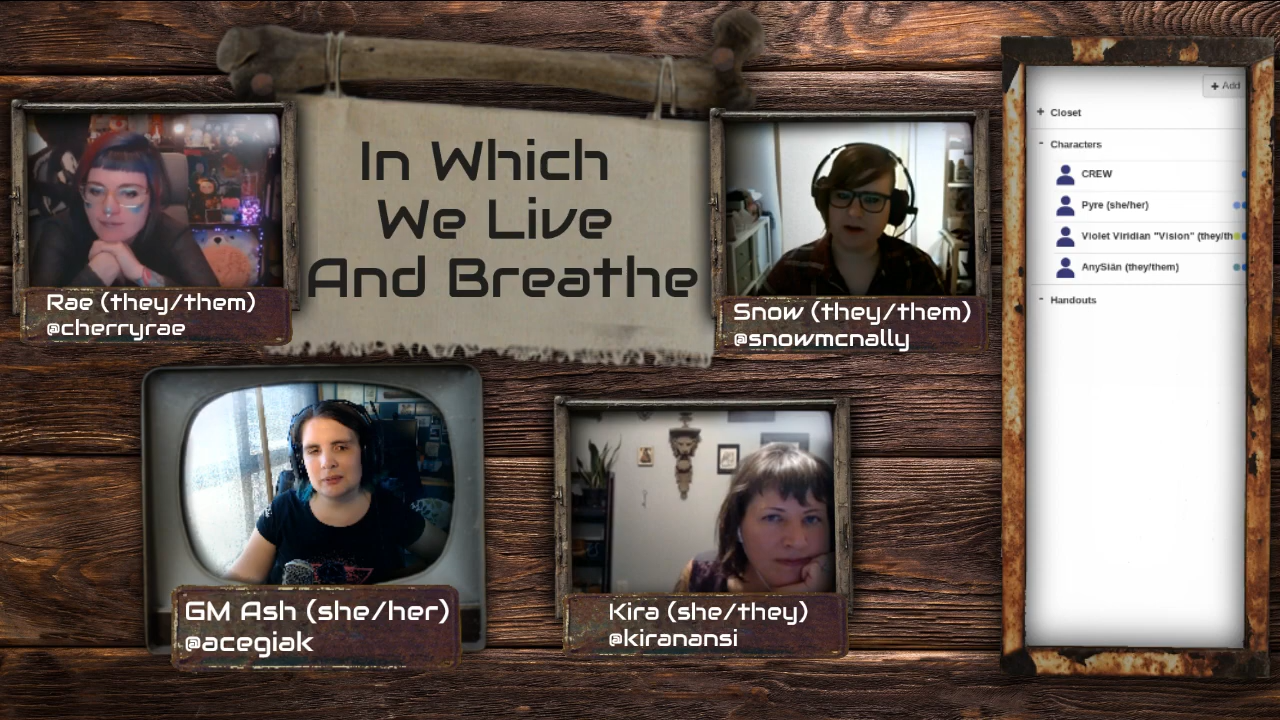 In Which
We Live
And Breathe
Rae (they/them)
@cherryrae
Snow (they/them)
@snowmcnally
GM Ash (she/her)
@acegiak
Kira (she/they)
@kiranansi
+ Add
+ Closet
- Characters
CREW
Pyre (she/her)
Violet Viridian "Vision" (they/th
AnySiân (they/them)
- Handouts